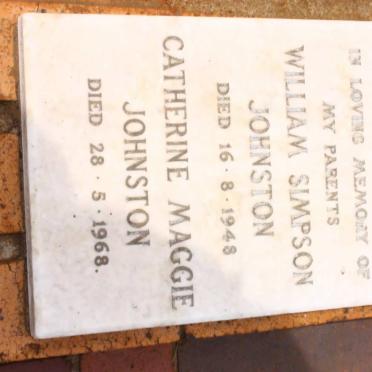 IN LOVING MEMORY OF
MY PARENTS
WILLIAM SIMPSON
JOHNSTON
DIED 16·8·1948
CATHERINE MAGGIE
JOHNSTON
DIED 28·5·1968.